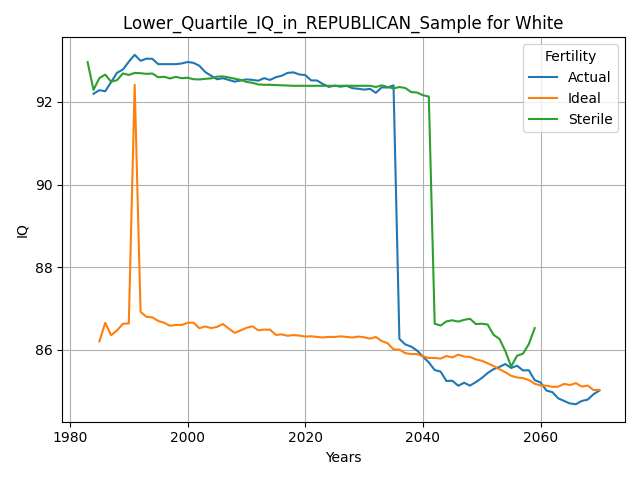 Lower_Quartile_IQ_in_REPUBLICAN_Sample for White
Fertility
Actual
Ideal
Sterile
IQ
92
90
88
86
1980
2000
2020
2040
2060
Years